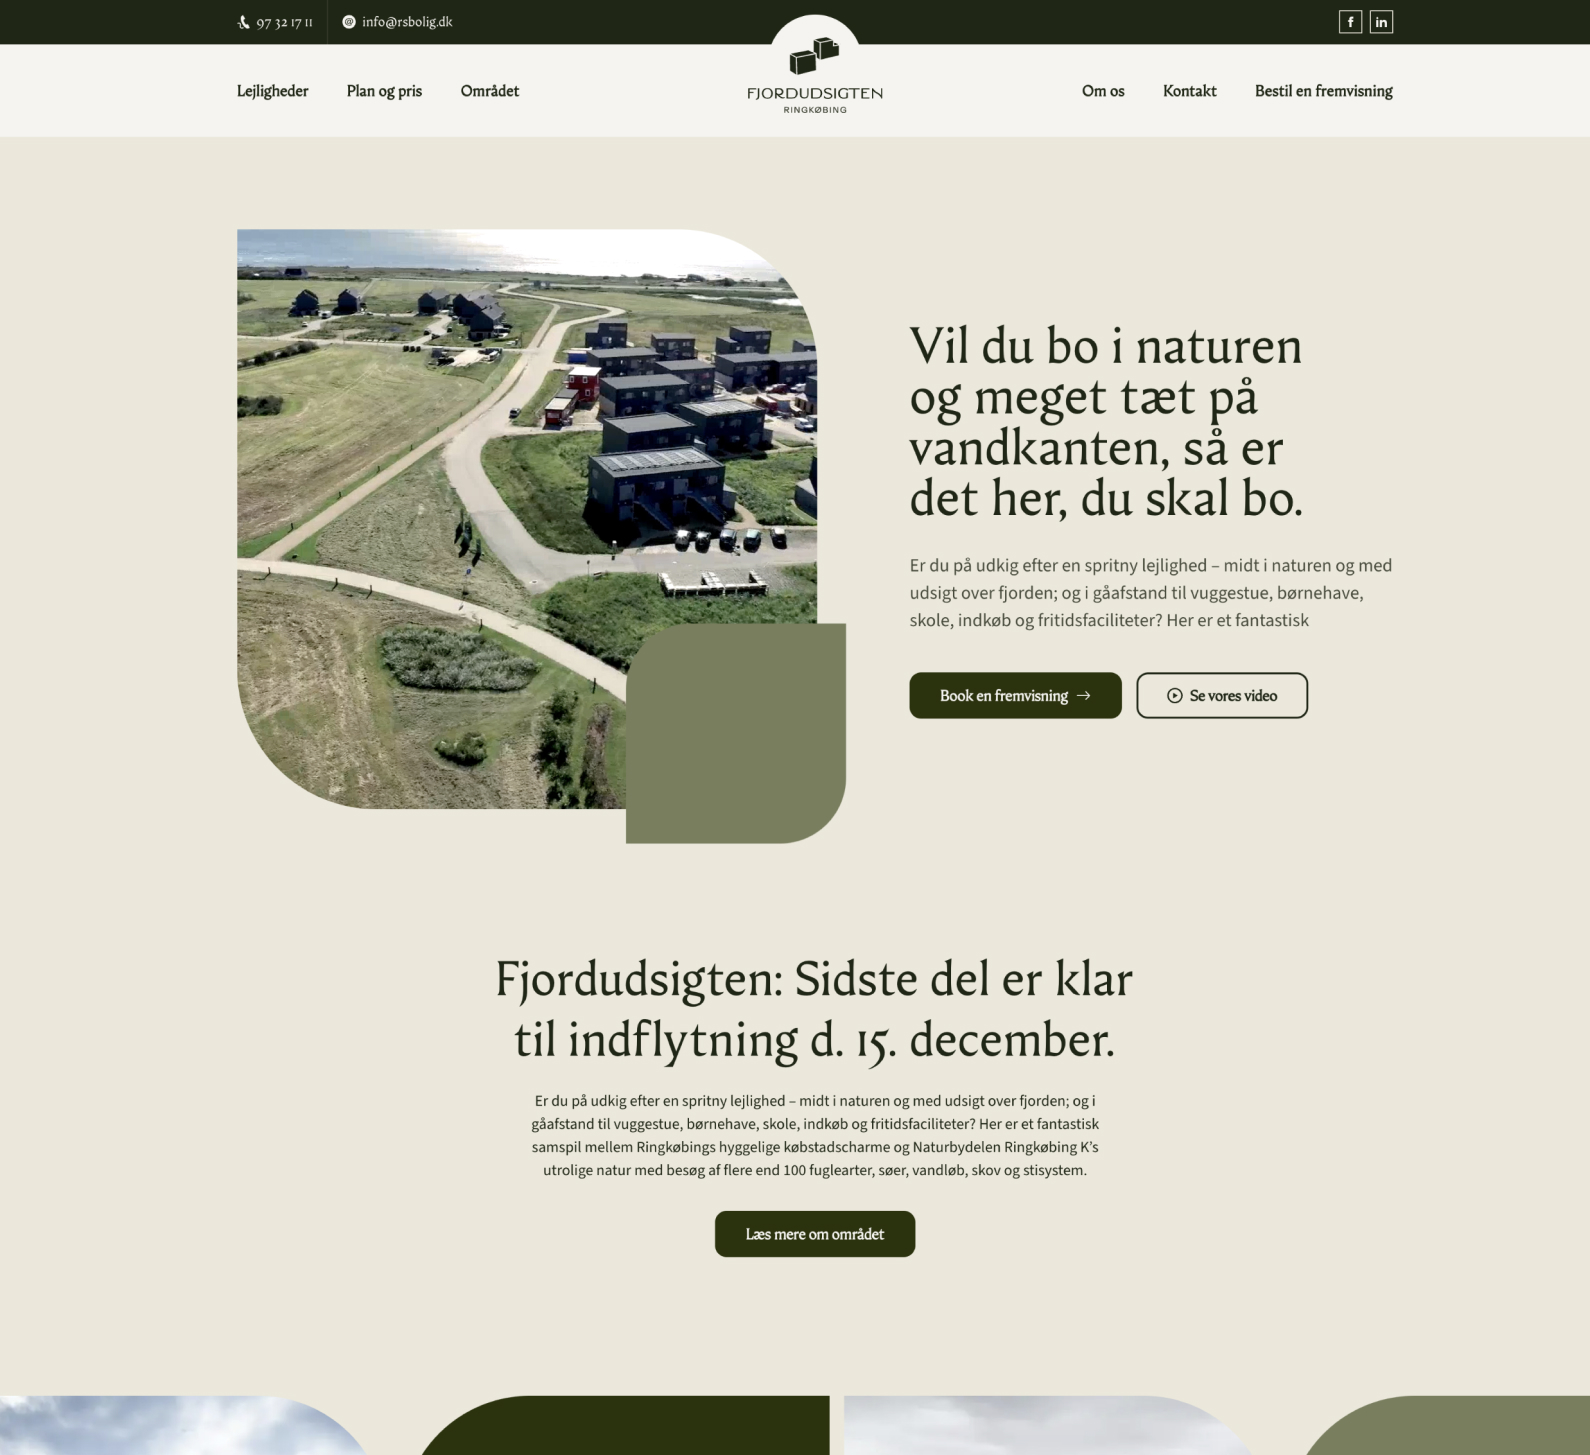 97 32 17 11
info@rsbolig.dk
f
in
Lejligheder
Plan og pris
Området
FJORDUDSIGTEN
RINGKØBING
Om os
Kontakt
Bestil en fremvisning
Vil du bo i naturen
og meget tæt på
vandkanten, så er
det her, du skal bo.
Er du på udkig efter en spritny lejlighed – midt i naturen og med
udsigt over fjorden; og i gåafstand til vuggestue, børnehave,
skole, indkøb og fritidsfaciliteter? Her er et fantastisk
Book en fremvisning
Se vores video
Fjordudsigten: Sidste del er klar
til indflytning d. 15. december.
Er du på udkig efter en spritny lejlighed – midt i naturen og med udsigt over fjorden; og i
gåafstand til vuggestue, børnehave, skole, indkøb og fritidsfaciliteter? Her er et fantastisk
samspil mellem Ringkøbings hyggelige købstadscharme og Naturbydelen Ringkøbing K’s
utrolige natur med besøg af flere end 100 fuglearter, søer, vandløb, skov og stisystem.
Læs mere om området